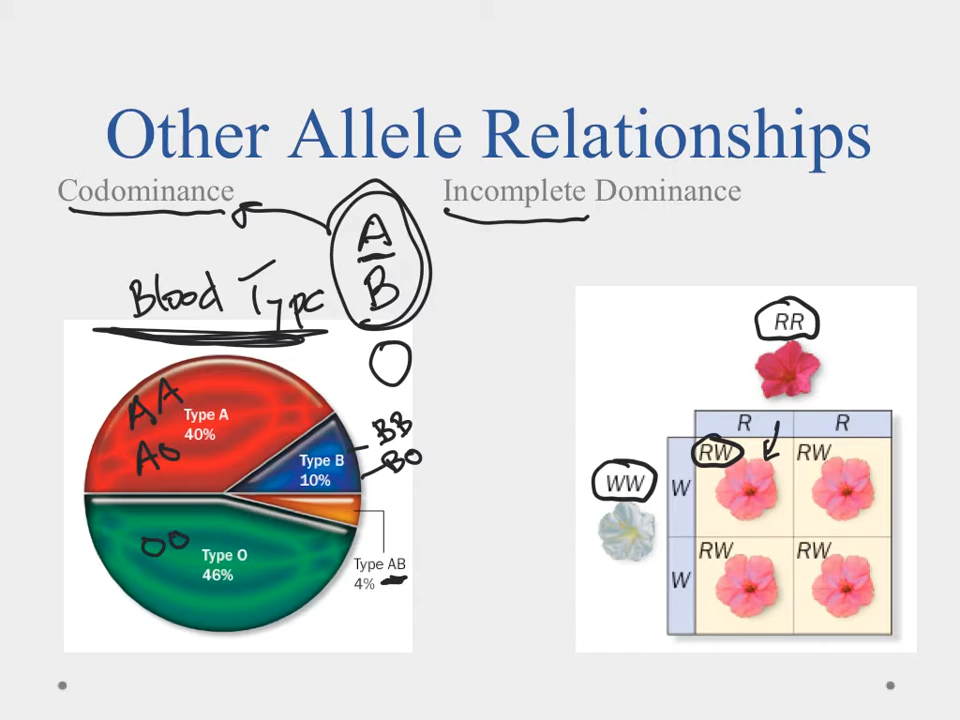 Other Allele Relationships
Codominance
Incomplete Dominance
A
B
Blood Type
O
AA
AO
Type A
40%
BB
BO
Type B
10%
OO
Type O
46%
Type AB
4%
RR
R R
WW
W
RW RW
W
RW RW